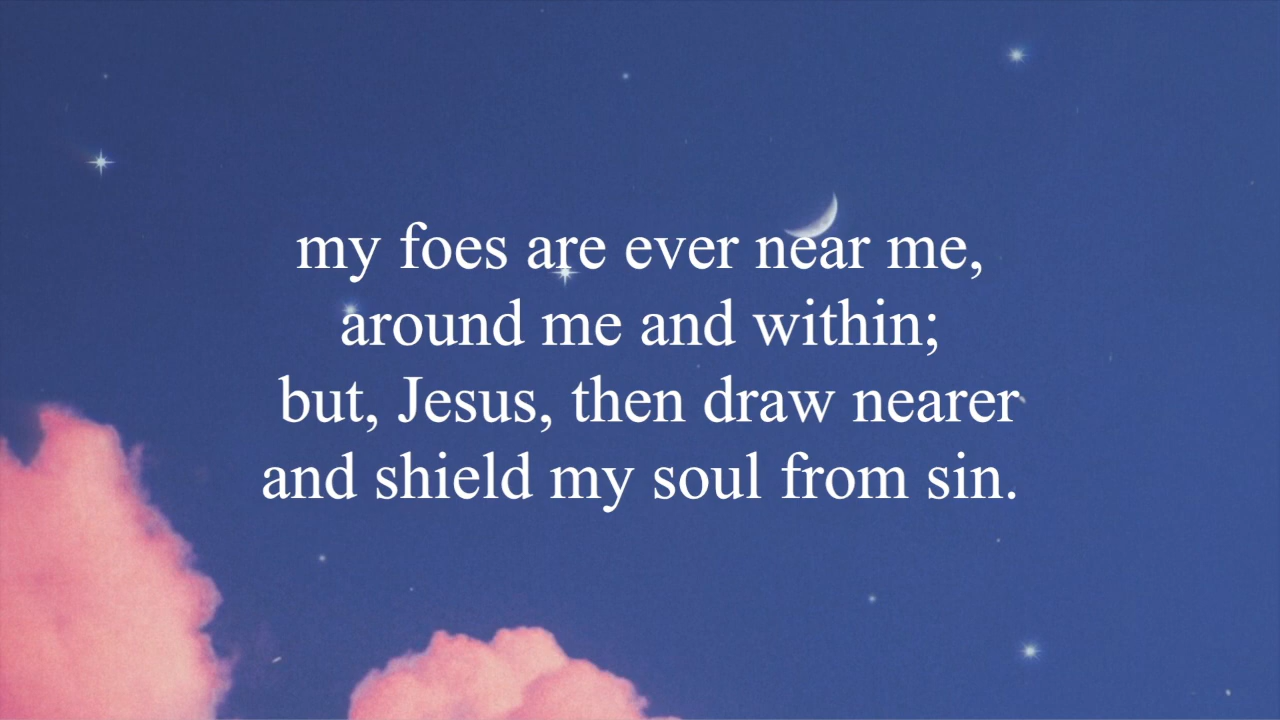 my foes are ever near me,
around me and within;
but, Jesus, then draw nearer
and shield my soul from sin.